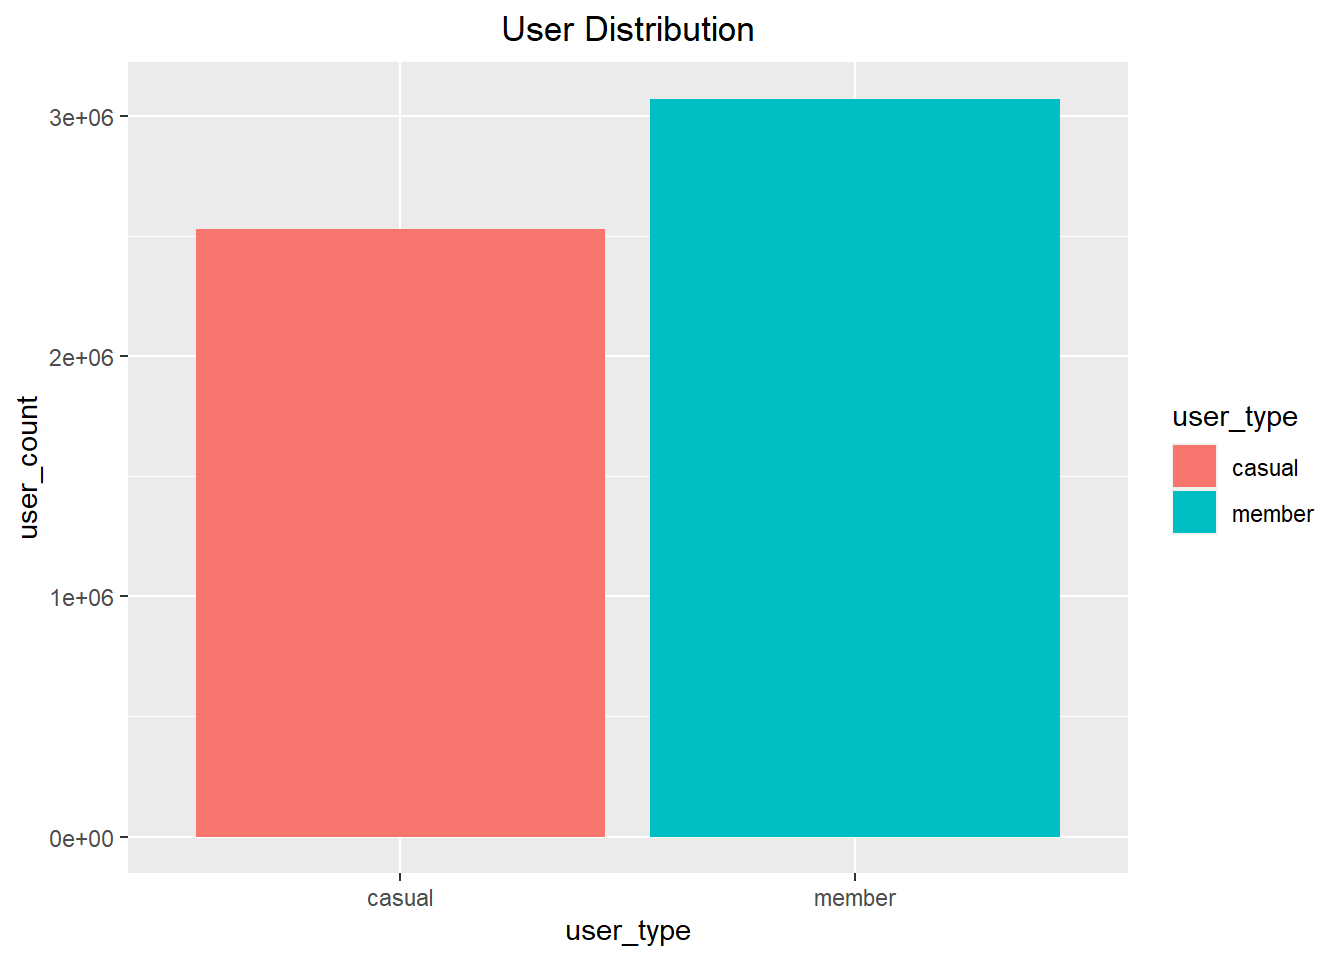 User Distribution
3e+06
2e+06
1e+06
0e+00
user_count
casual
member
user_type
user_type
casual
member